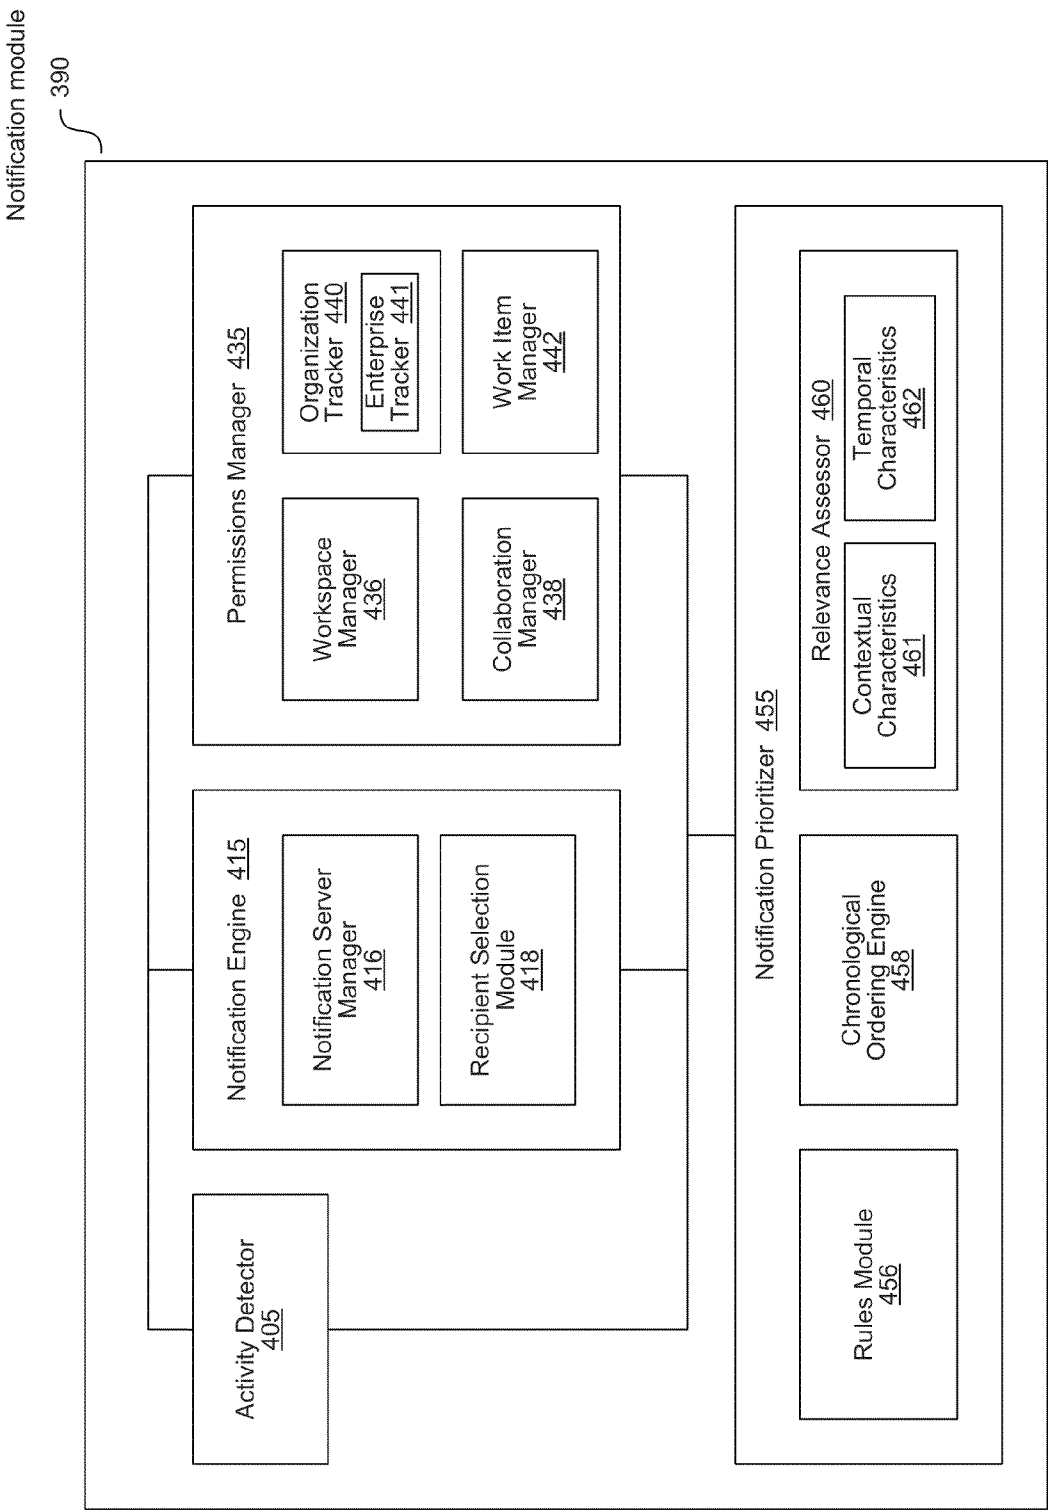 Notification module
390
Activity Detector
405
Notification Engine 415
Notification Server
Manager
416
Recipient Selection
Module
418
Permissions Manager 435
Workspace
Manager
436
Organization
Tracker 440
Enterprise
Tracker 441
Collaboration
Manager
438
Work Item
Manager
442
Notification Prioritizer 455
Rules Module
456
Chronological
Ordering Engine
458
Relevance Assessor 460
Contextual
Characteristics
461
Temporal
Characteristics
462